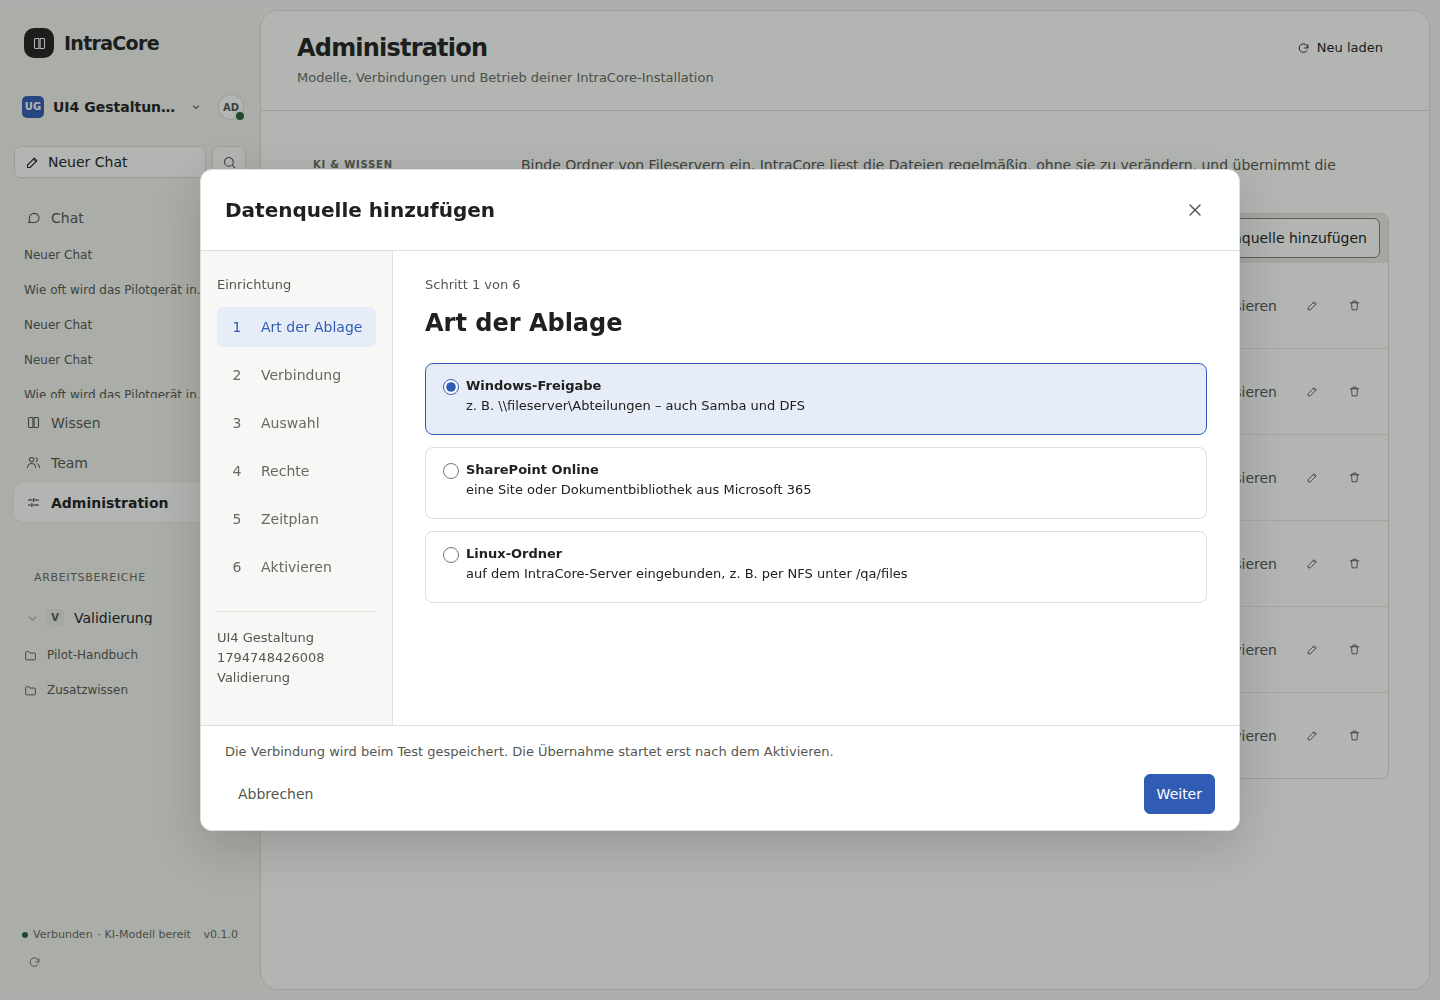 IntraCore
UG UI4 Gestaltun... AD
Neuer Chat
Chat
Neuer Chat
Wie oft wird das Pilotgerät in.
Neuer Chat
Neuer Chat
Wie oft wird das Pilotgerät in.
Wissen
Team
Administration
ARBEITSBEREICHE
V Validierung
Pilot-Handbuch
Zusatzwissen
Verbunden · KI-Modell bereit v0.1.0
Administration
Modelle, Verbindungen und Betrieb deiner IntraCore-Installation
Neu laden
KI & WISSEN
Binde Ordner von Fileservern ein. IntraCore liest die Dateien regelmäßig, ohne sie zu verändern, und übernimmt die
quelle hinzufügen
sieren
sieren
sieren
sieren
vieren
vieren
Datenquelle hinzufügen
Einrichtung
1 Art der Ablage
2 Verbindung
3 Auswahl
4 Rechte
5 Zeitplan
6 Aktivieren
UI4 Gestaltung
1794748426008
Validierung
Schritt 1 von 6
Art der Ablage
Windows-Freigabe
z. B. \\fileserver\Abteilungen – auch Samba und DFS
SharePoint Online
eine Site oder Dokumentbibliothek aus Microsoft 365
Linux-Ordner
auf dem IntraCore-Server eingebunden, z. B. per NFS unter /qa/files
Die Verbindung wird beim Test gespeichert. Die Übernahme startet erst nach dem Aktivieren.
Abbrechen
Weiter